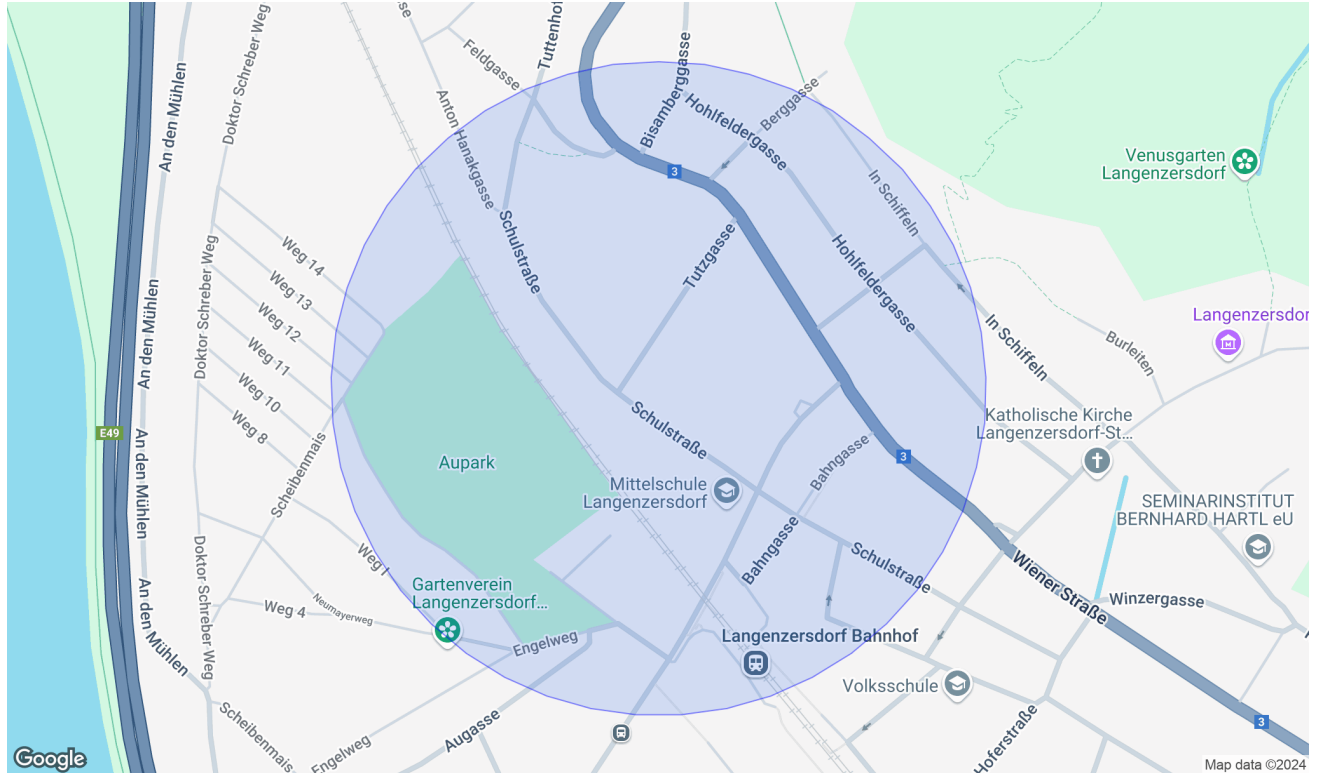 Doktor Schreber Weg
An den Mühlen
Feldgasse
Tuttenhof
Anton Hanakgasse
Bisamberggasse
Hohlfeldergasse
Berggasse
In Schiffeln
3
Venusgarten
Langenzersdorf
Schulstraße
Tutzgasse
Hohlfeldergasse
Weg 14
Weg 13
Weg 12
Weg 11
Weg 10
Weg 8
Doktor Schreber Weg
An den Mühlen
In Schiffeln
Burleiten
Langenzersdor
E49
An den Mühlen
Scheibenmais
Aupark
Schulstraße
Mittelschule
Langenzersdorf
Bahngasse
3
Katholische Kirche
Langenzersdorf-St...
SEMINARINSTITUT
BERNHARD HARTL eU
Doktor Schreber Weg
Weg I
Weg 4
Neumayerweg
Gartenverein
Langenzersdorf...
Engelweg
Bahngasse
Schulstraße
Wiener Straße
Winzergasse
An den Mühlen
Langenzersdorf Bahnhof
Volksschule
Scheibenmais
Engelweg
Augasse
Hoferstraße
3
Google
Map data ©2024